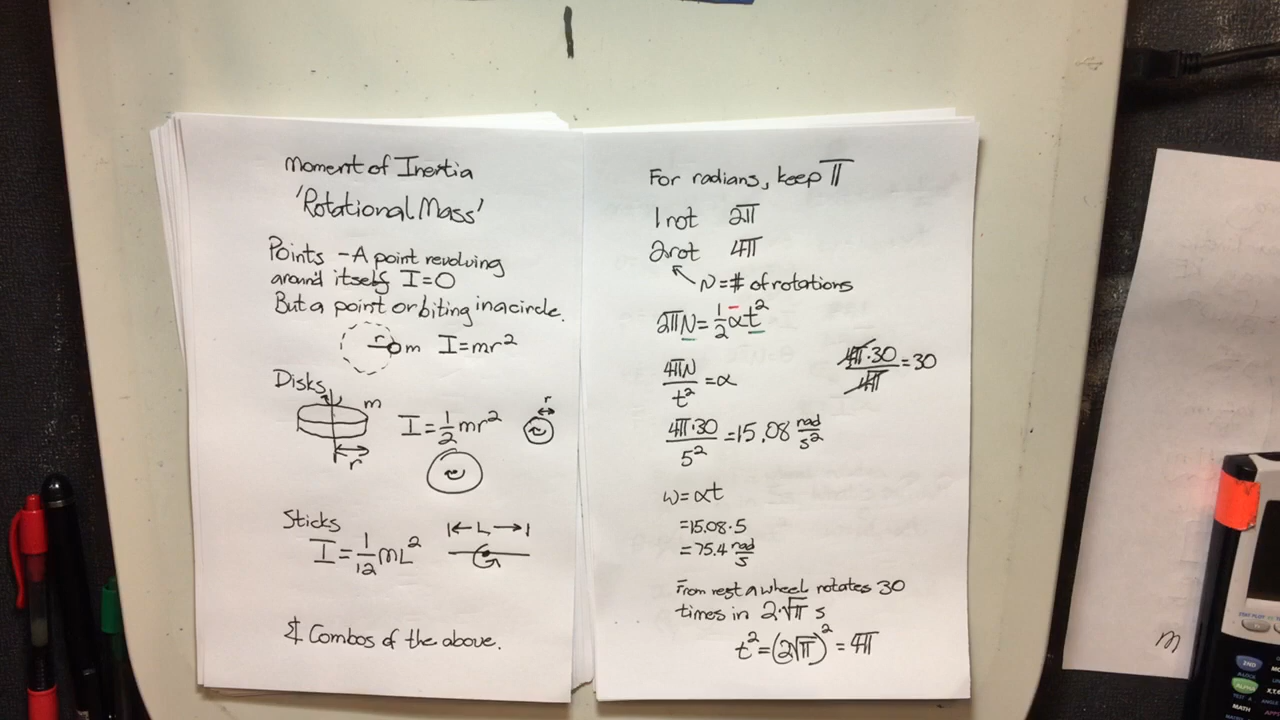 Moment of Inertia
'Rotational Mass'
Points - A point revolving
around itself I=0
But a point orbiting in a circle.
r m I=mr²
Disks
m I=½mr² r
r
Sticks
I=1/12 mL² L
& Combos of the above.
For radians, keep π
1 rot 2π
2 rot 4π
N=# of rotations
2πN=½αt²
4πN/t²=α
4π·30/4π=30
4π·30/5²=15.08 rad/s²
ω=αt
=15.08·5
=75.4 rad/s
From rest a wheel rotates 30
times in 2·√π s
t²=(2√π)²=4π
m
END
ALPHA
MATH